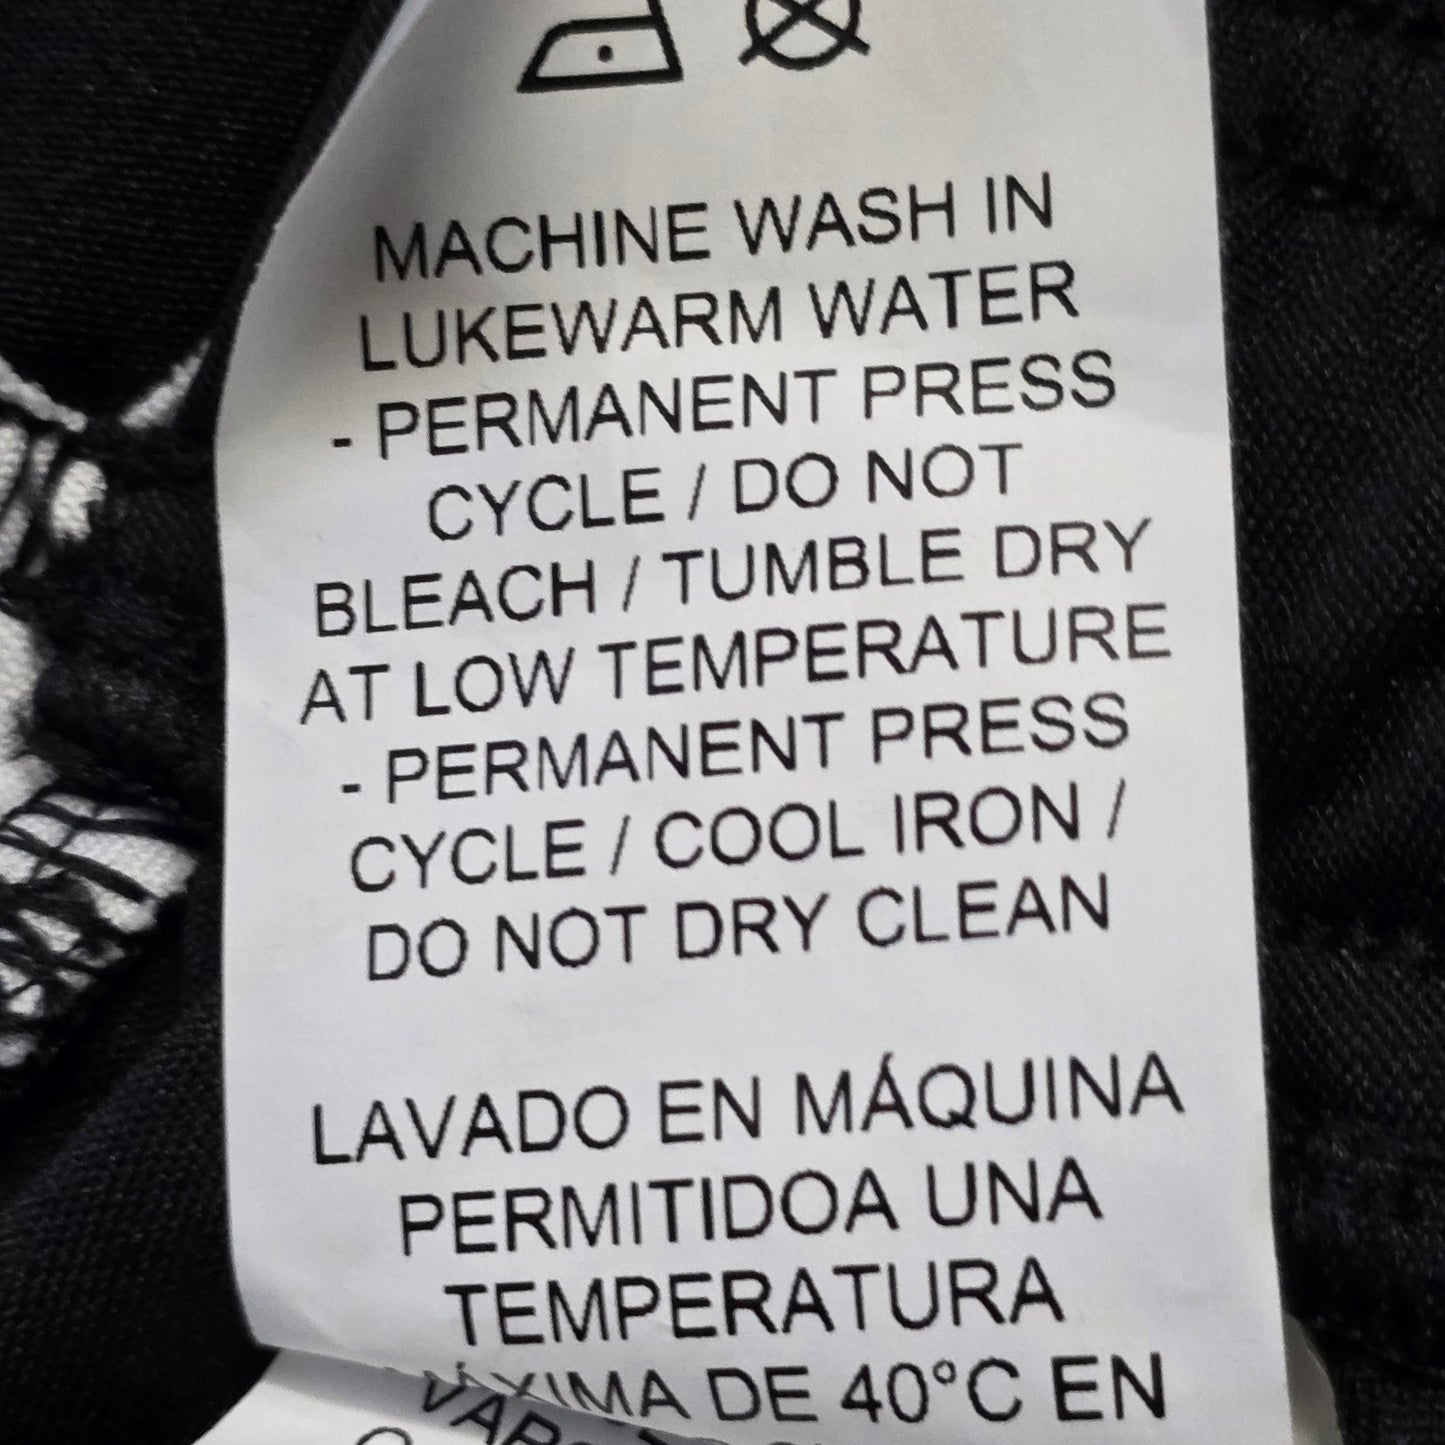 MACHINE WASH IN
LUKEWARM WATER
- PERMANENT PRESS
CYCLE / DO NOT
BLEACH / TUMBLE DRY
AT LOW TEMPERATURE
- PERMANENT PRESS
CYCLE / COOL IRON /
DO NOT DRY CLEAN
LAVADO EN MÁQUINA
PERMITIDOA UNA
TEMPERATURA
MÁXIMA DE 40°C EN